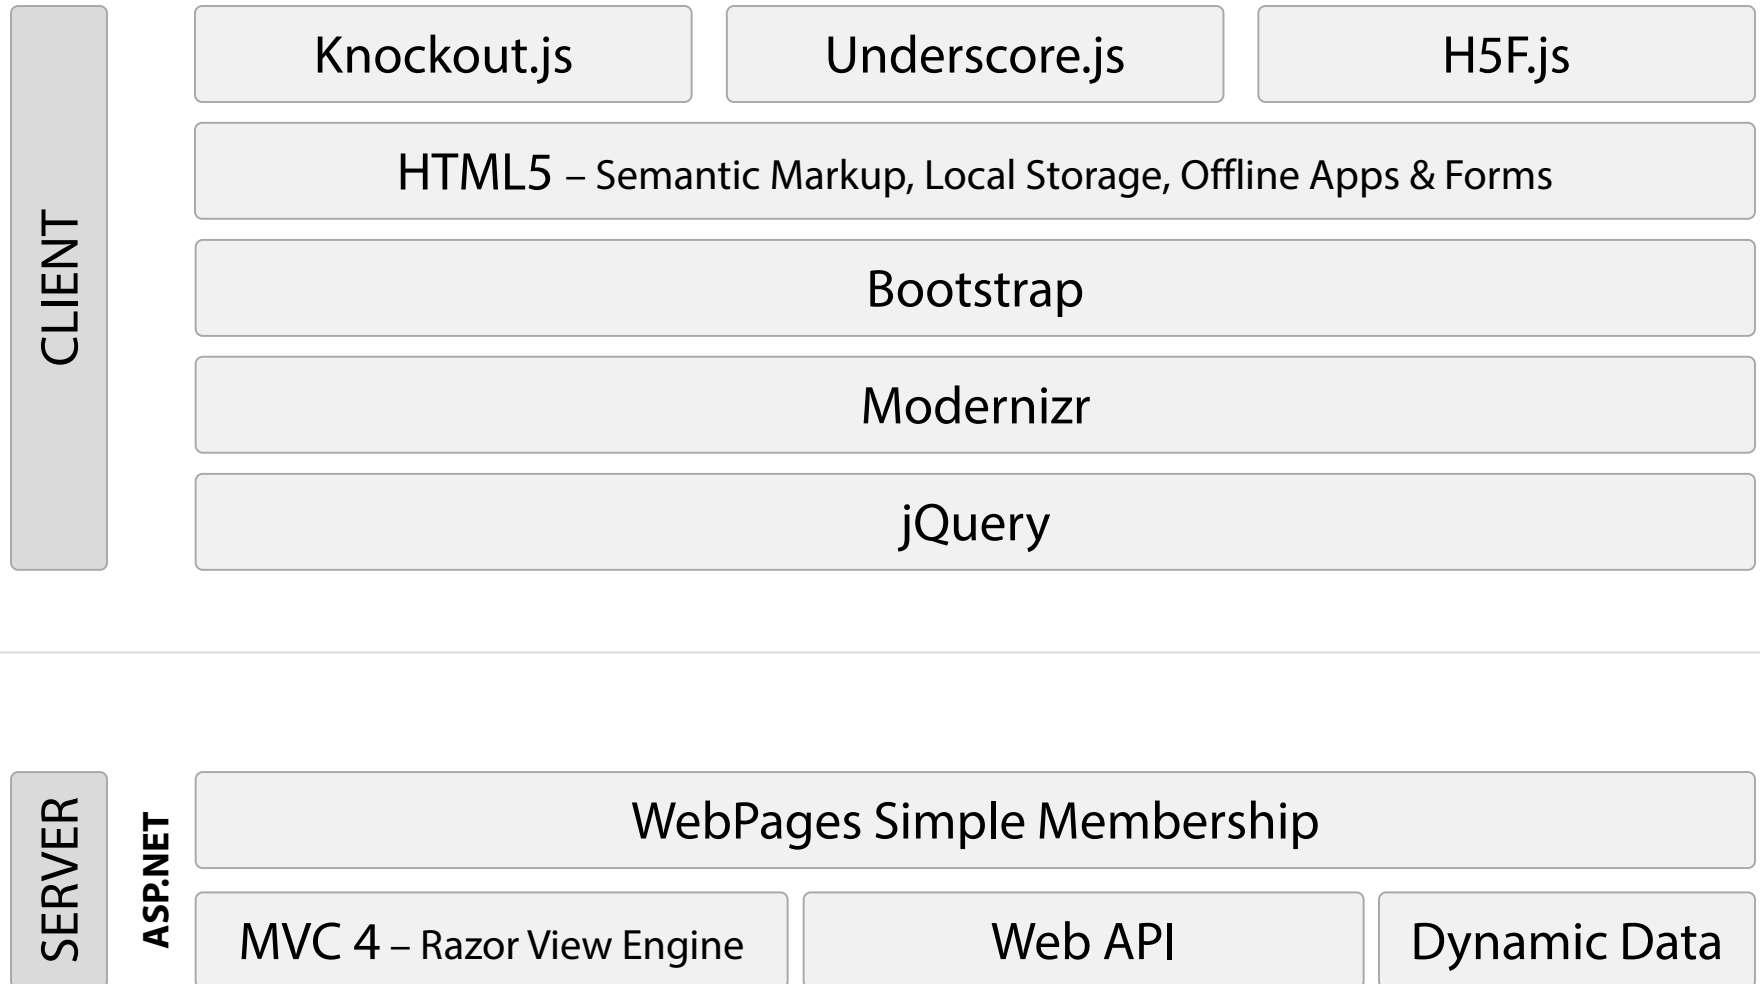 CLIENT
Knockout.js
Underscore.js
H5F.js
HTML5 – Semantic Markup, Local Storage, Offline Apps & Forms
Bootstrap
Modernizr
jQuery
SERVER
ASP.NET
WebPages Simple Membership
MVC 4 – Razor View Engine
Web API
Dynamic Data